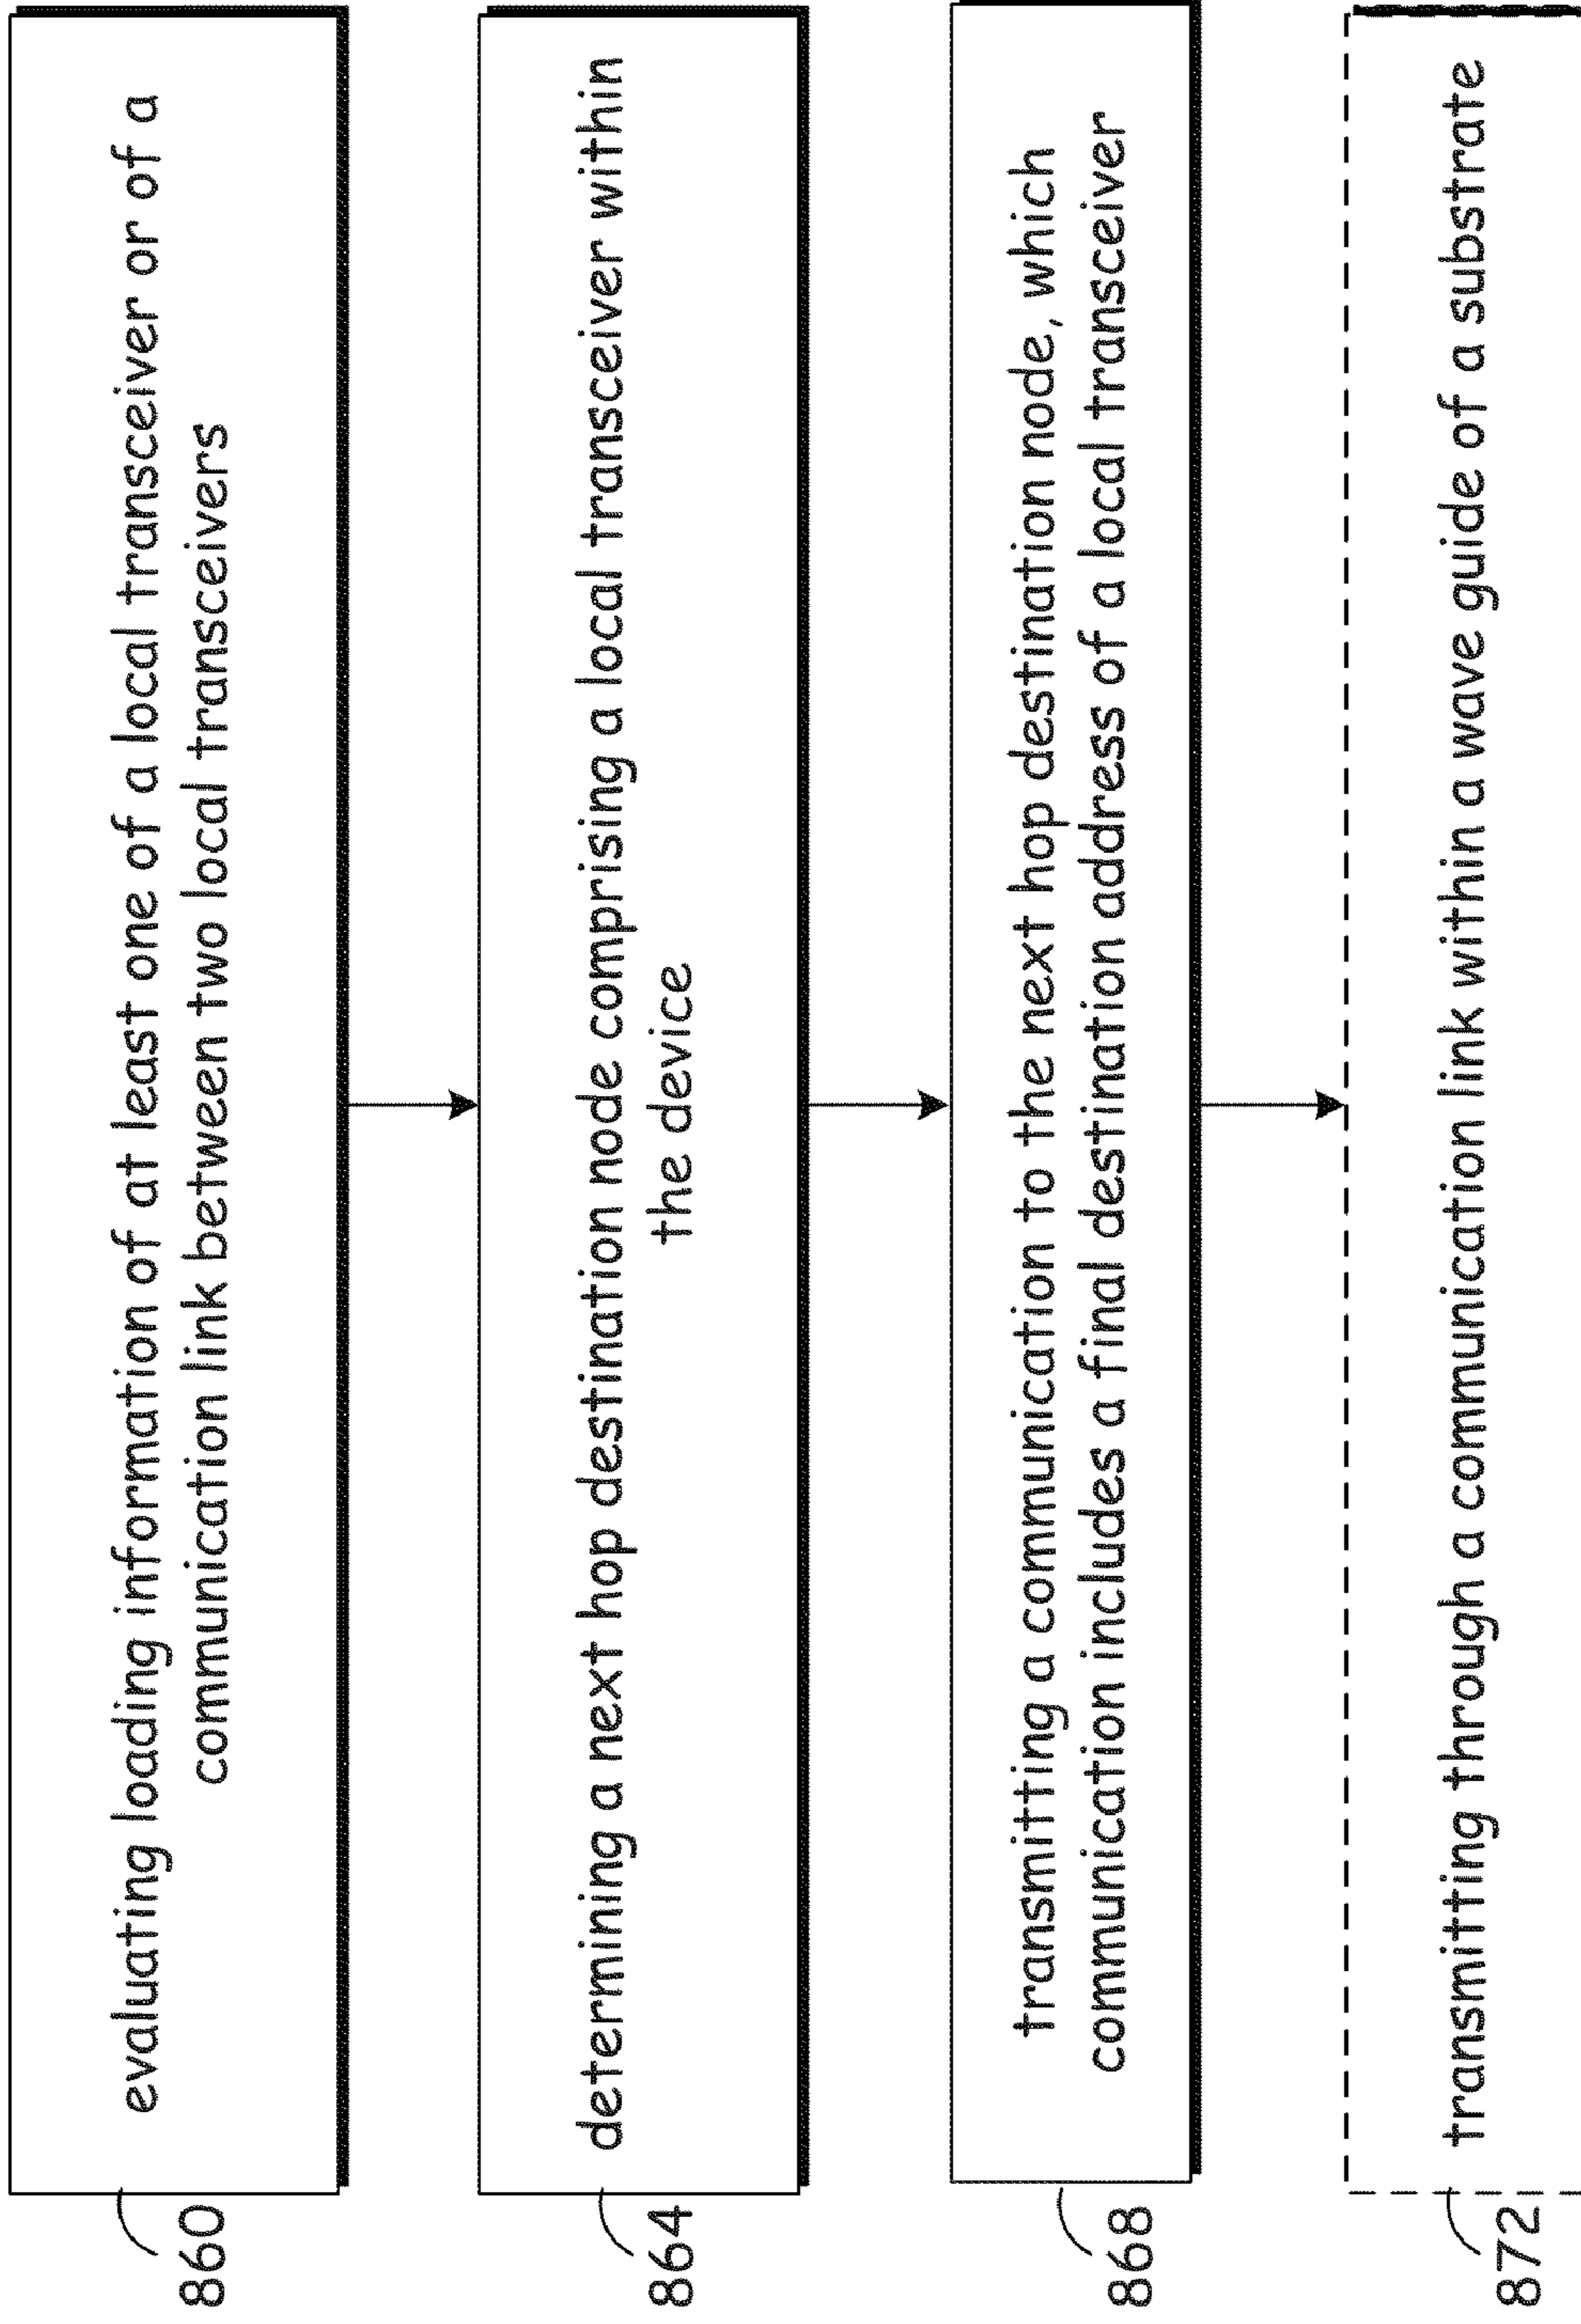 evaluating loading information of at least one of a local transceiver or of a
communication link between two local transceivers
860
determining a next hop destination node comprising a local transceiver within
the device
864
transmitting a communication to the next hop destination node, which
communication includes a final destination address of a local transceiver
868
transmitting through a communication link within a wave guide of a substrate
872